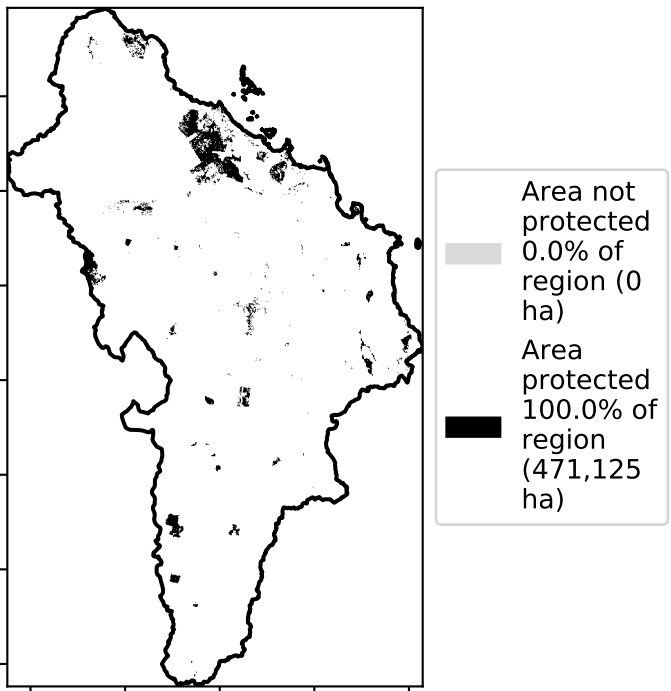 Area not
protected
0.0% of
region (0
ha)
Area
protected
100.0% of
region
(471,125
ha)